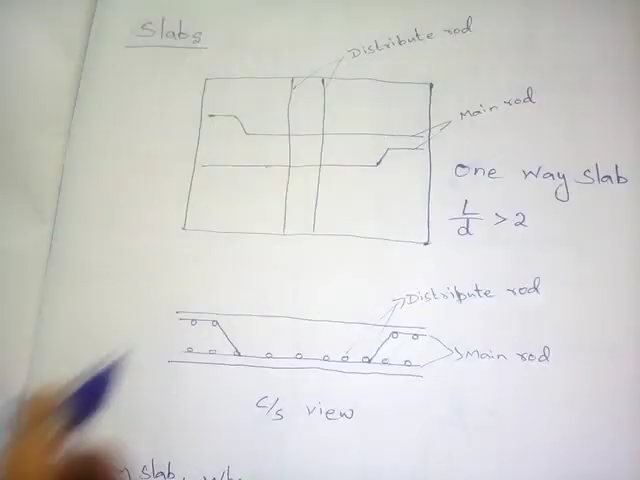 Slabs
Distribute rod
Main rod
One Way Slab
L/d > 2
Distribute rod
Main rod
C/s view
slab,